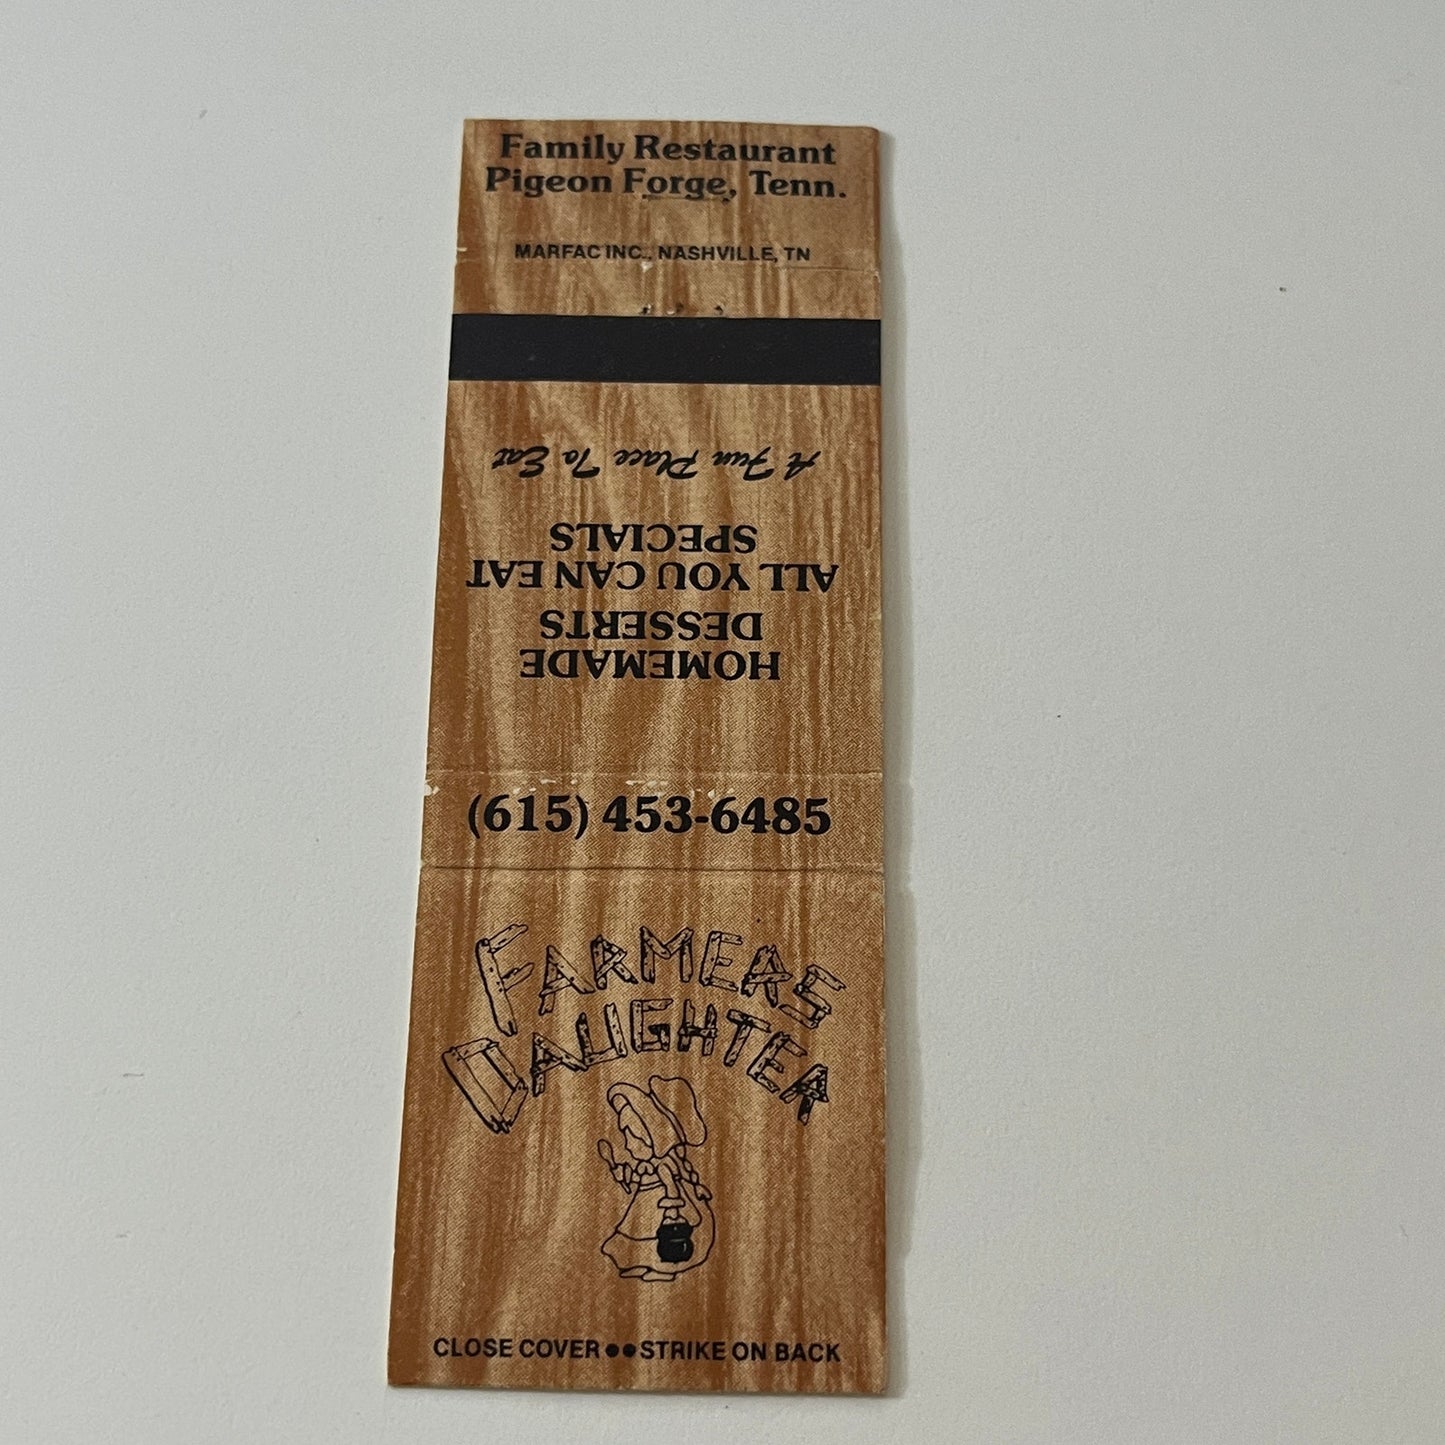 Family Restaurant
Pigeon Forge, Tenn.
MARFAC INC., NASHVILLE, TN
HOMEMADE
DESSERTS
ALL YOU CAN EAT
SPECIALS
A Fun Place To Eat
(615) 453-6485
FARMERS
DAUGHTER
CLOSE COVER●●STRIKE ON BACK